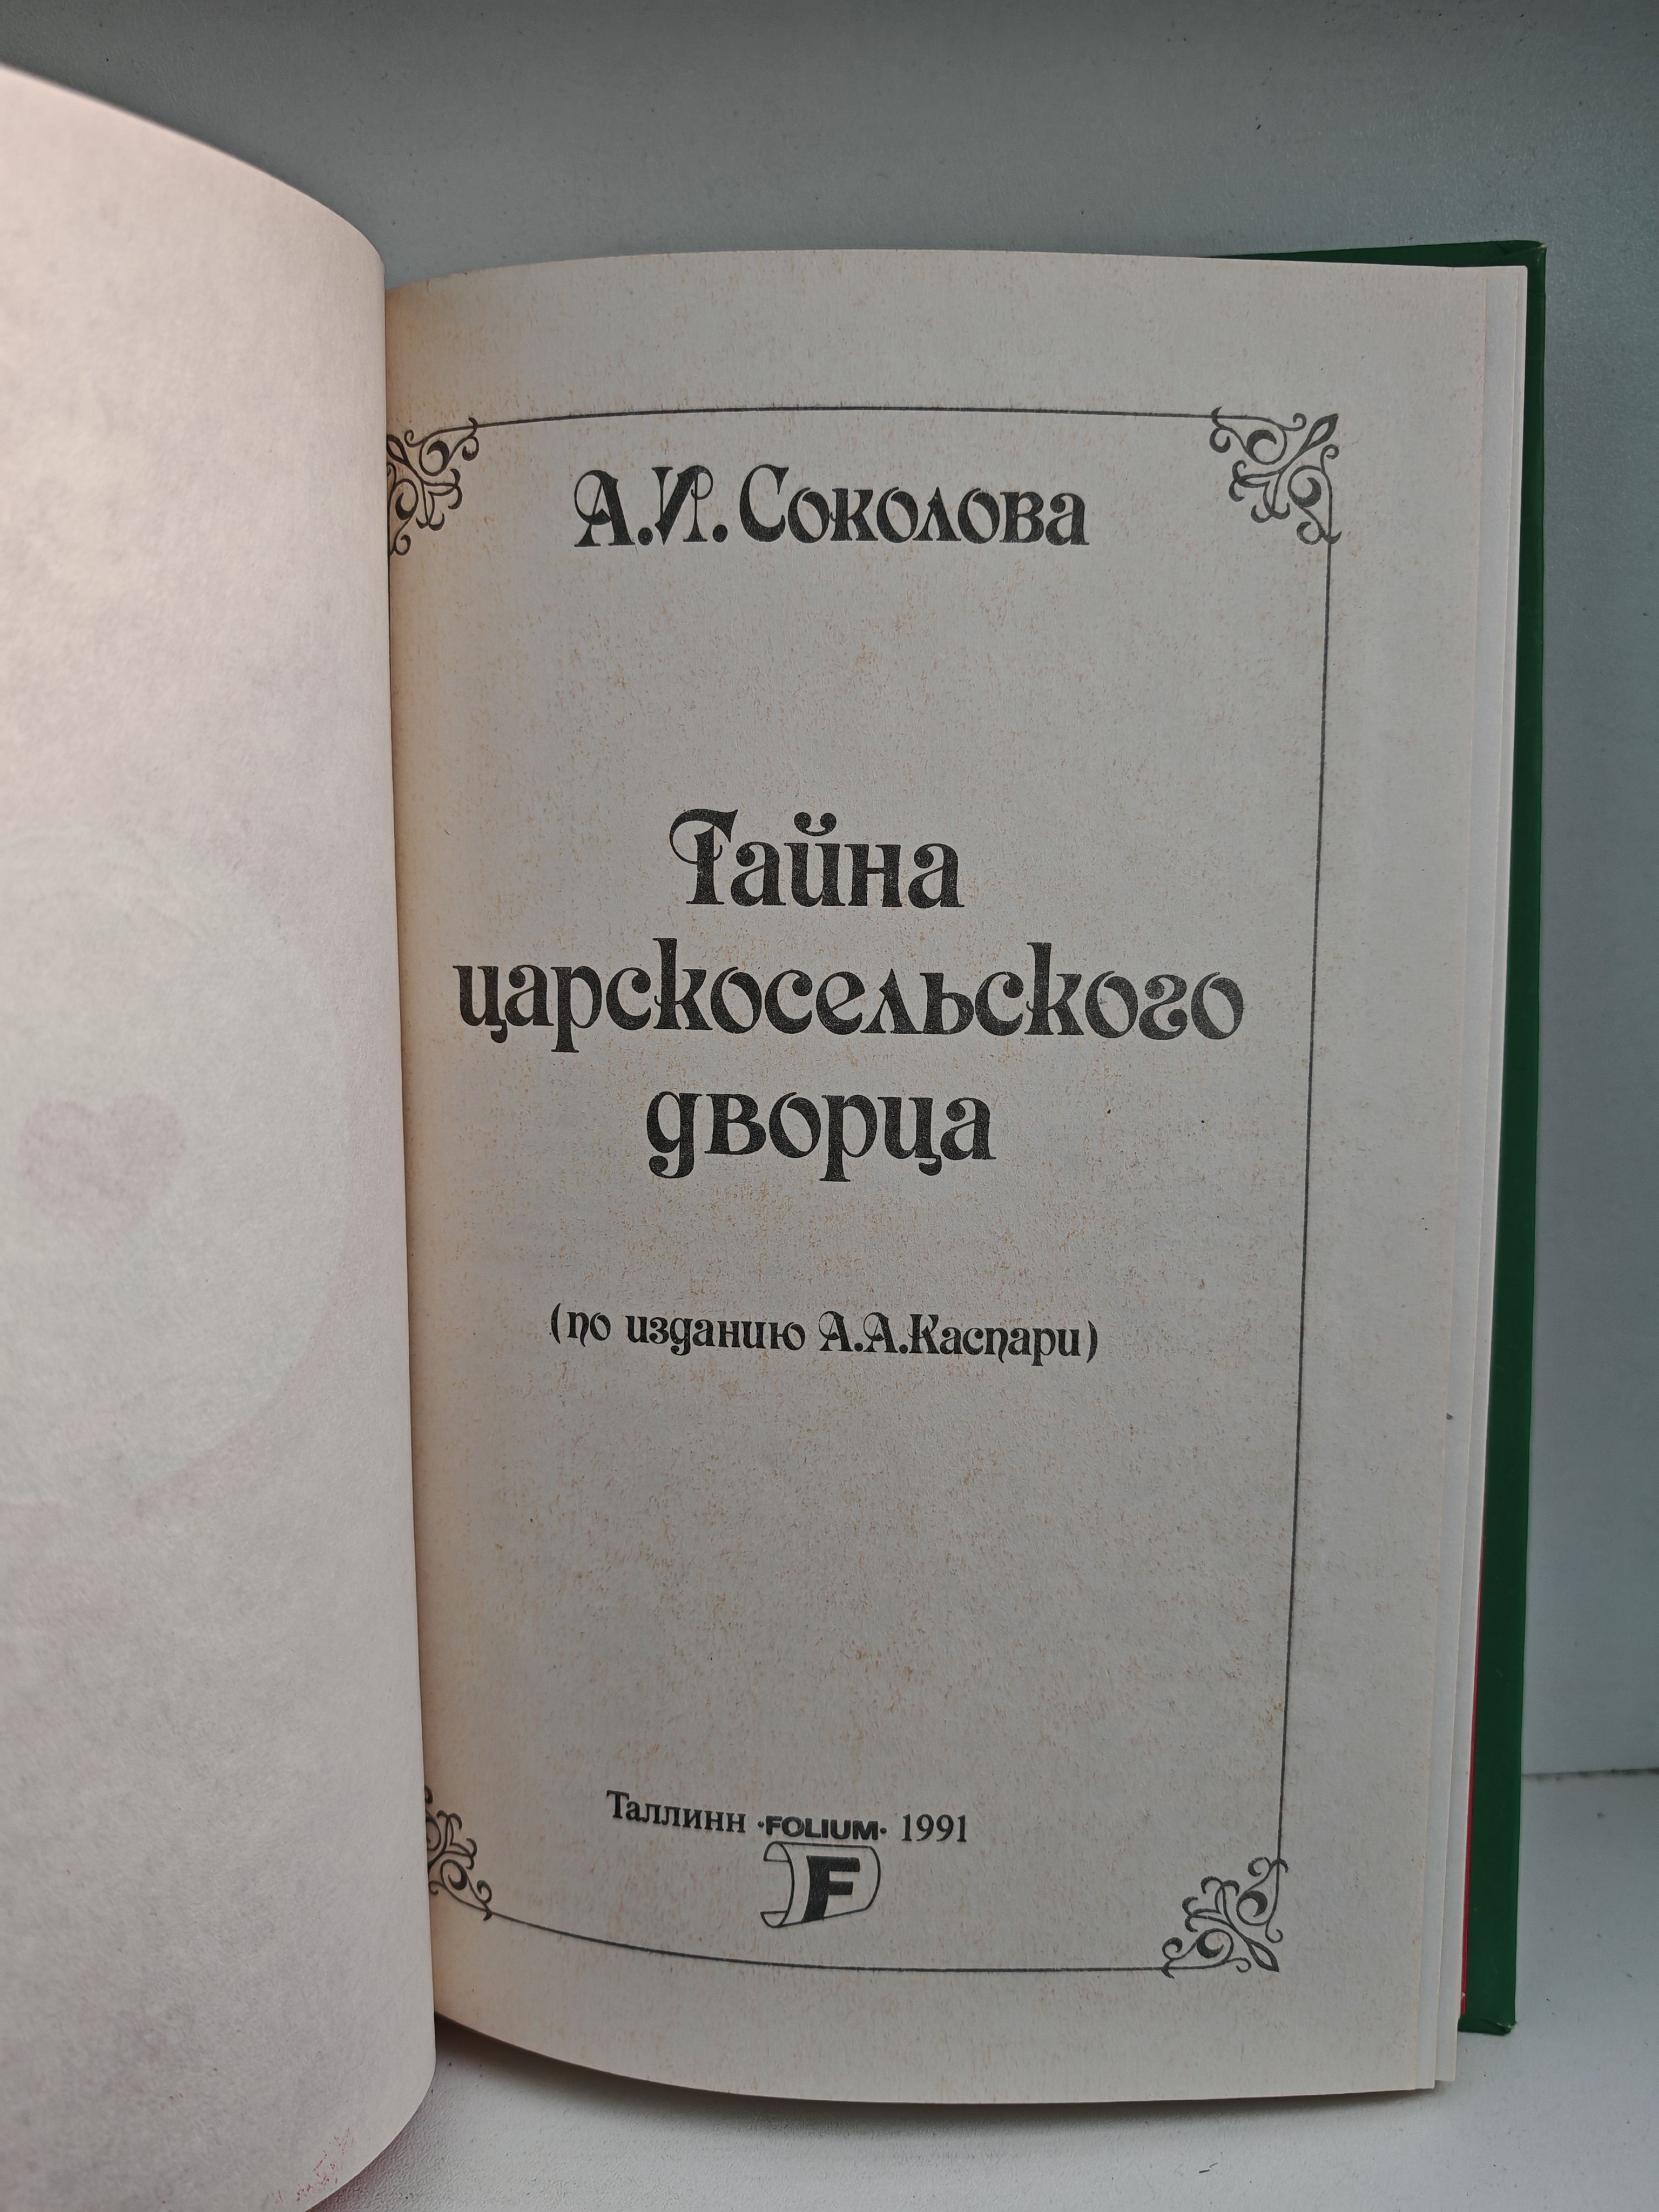 А.И. Соколова
Тайна
царскосельского
дворца
(по изданию А.А.Каспари)
Таллинн ·FOLIUM· 1991
F